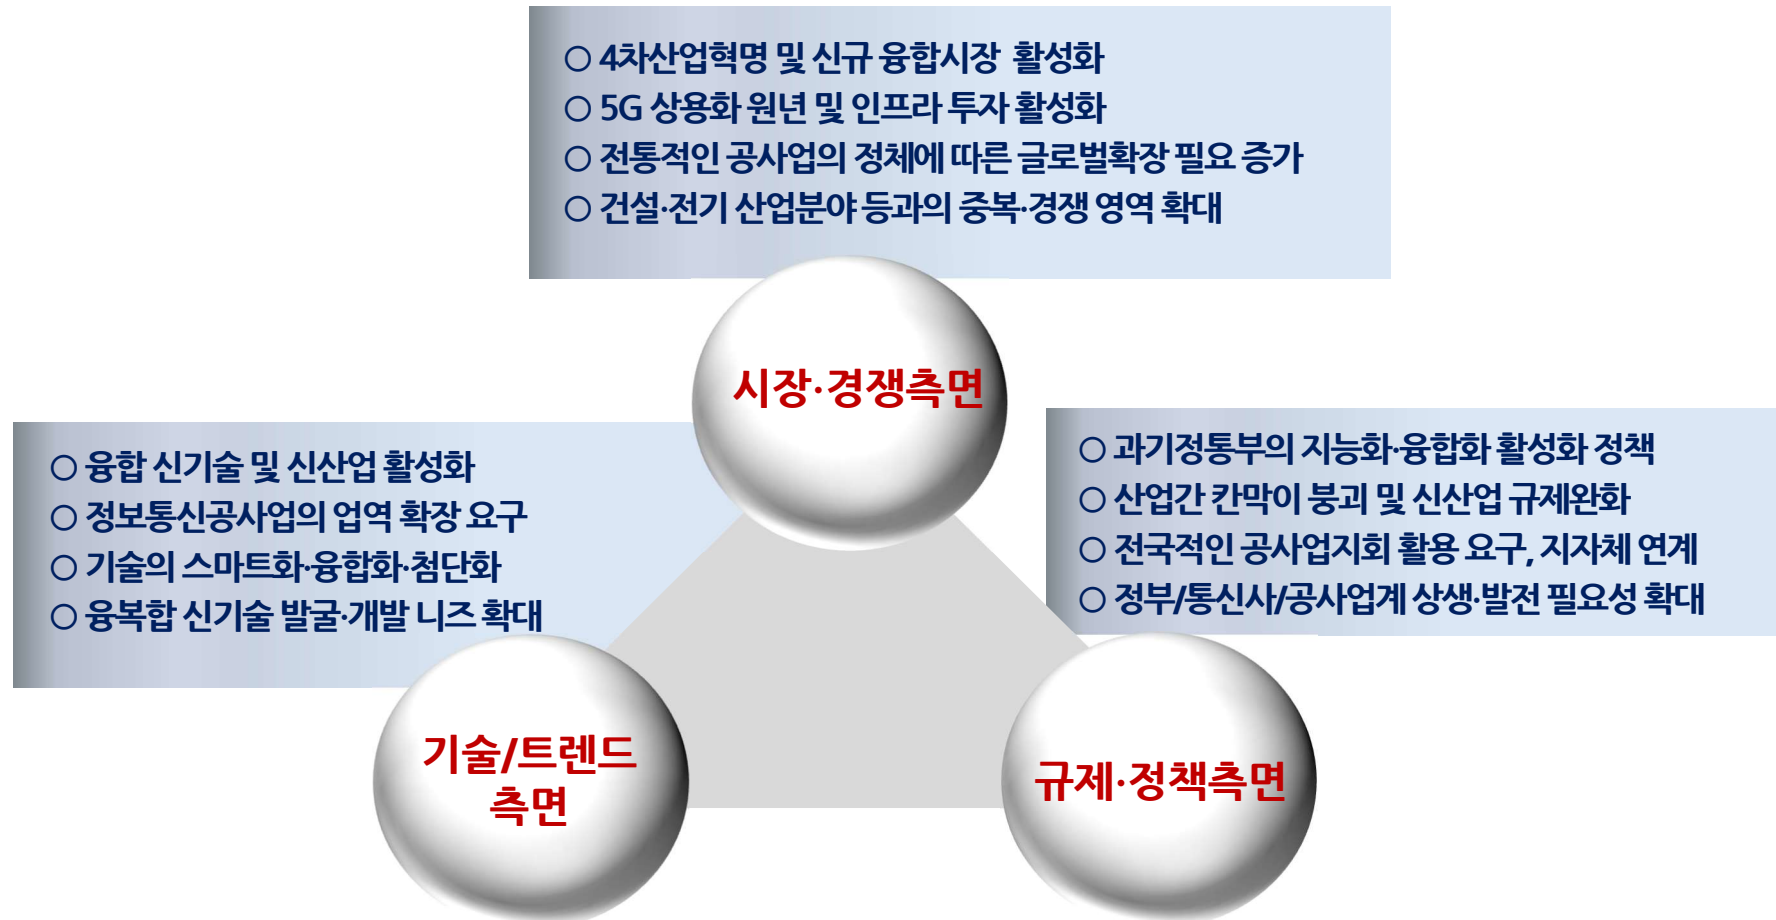 ○ 4차산업혁명 및 신규 융합시장 활성화
○ 5G 상용화 원년 및 인프라 투자 활성화
○ 전통적인 공사업의 정체에 따른 글로벌확장 필요 증가
○ 건설·전기 산업분야 등과의 중복·경쟁 영역 확대
시장·경쟁측면
○ 융합 신기술 및 신산업 활성화
○ 정보통신공사업의 업역 확장 요구
○ 기술의 스마트화·융합화·첨단화
○ 융복합 신기술 발굴·개발 니즈 확대
기술/트렌드
측면
○ 과기정통부의 지능화·융합화 활성화 정책
○ 산업간 칸막이 붕괴 및 신산업 규제완화
○ 전국적인 공사업지회 활용 요구, 지자체 연계
○ 정부/통신사/공사업계 상생·발전 필요성 확대
규제·정책측면